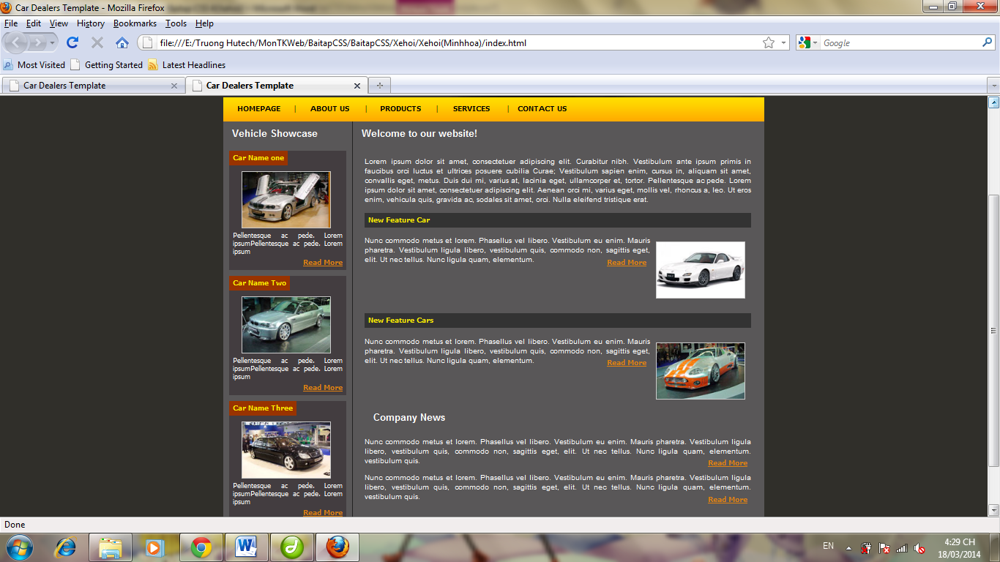 Car Dealers Template - Mozilla Firefox
File Edit View History Bookmarks Tools Help
file:///E:/Truong Hutech/MonTKWeb/BaitapCSS/BaitapCSS/Xehoi/Xehoi(Minhhoa)/index.html
Google
Most Visited Getting Started Latest Headlines
Car Dealers Template Car Dealers Template
HOMEPAGE | ABOUT US | PRODUCTS | SERVICES | CONTACT US
Vehicle Showcase
Car Name one
Pellentesque ac pede. Lorem
ipsumPellentesque ac pede. Lorem
ipsum
Read More
Car Name Two
Pellentesque ac pede. Lorem
ipsumPellentesque ac pede. Lorem
ipsum
Read More
Car Name Three
Pellentesque ac pede. Lorem
ipsumPellentesque ac pede. Lorem
ipsum
Read More
Welcome to our website!
Lorem ipsum dolor sit amet, consectetuer adipiscing elit. Curabitur nibh. Vestibulum ante ipsum primis in
faucibus orci luctus et ultrices posuere cubilia Curae; Vestibulum sapien enim, cursus in, aliquam sit amet,
convallis eget, metus. Duis dui mi, varius at, lacinia eget, ullamcorper et, tortor. Pellentesque ac pede. Lorem
ipsum dolor sit amet, consectetuer adipiscing elit. Aenean orci mi, varius eget, mollis vel, rhoncus a, leo. Ut eros
enim, vehicula quis, gravida ac, sodales sit amet, orci. Nulla eleifend tristique erat.
New Feature Car
Nunc commodo metus et lorem. Phasellus vel libero. Vestibulum eu enim. Mauris
pharetra. Vestibulum ligula libero, vestibulum quis, commodo non, sagittis eget,
elit. Ut nec tellus. Nunc ligula quam, elementum.
Read More
New Feature Cars
Nunc commodo metus et lorem. Phasellus vel libero. Vestibulum eu enim. Mauris
pharetra. Vestibulum ligula libero, vestibulum quis, commodo non, sagittis eget,
elit. Ut nec tellus. Nunc ligula quam, elementum.
Read More
Company News
Nunc commodo metus et lorem. Phasellus vel libero. Vestibulum eu enim. Mauris pharetra. Vestibulum ligula
libero, vestibulum quis, commodo non, sagittis eget, elit. Ut nec tellus. Nunc ligula quam, elementum.
vestibulum quis.
Read More
Nunc commodo metus et lorem. Phasellus vel libero. Vestibulum eu enim. Mauris pharetra. Vestibulum ligula
libero, vestibulum quis, commodo non, sagittis eget, elit. Ut nec tellus. Nunc ligula quam, elementum.
vestibulum quis.
Read More
Done
EN
4:29 CH
18/03/2014